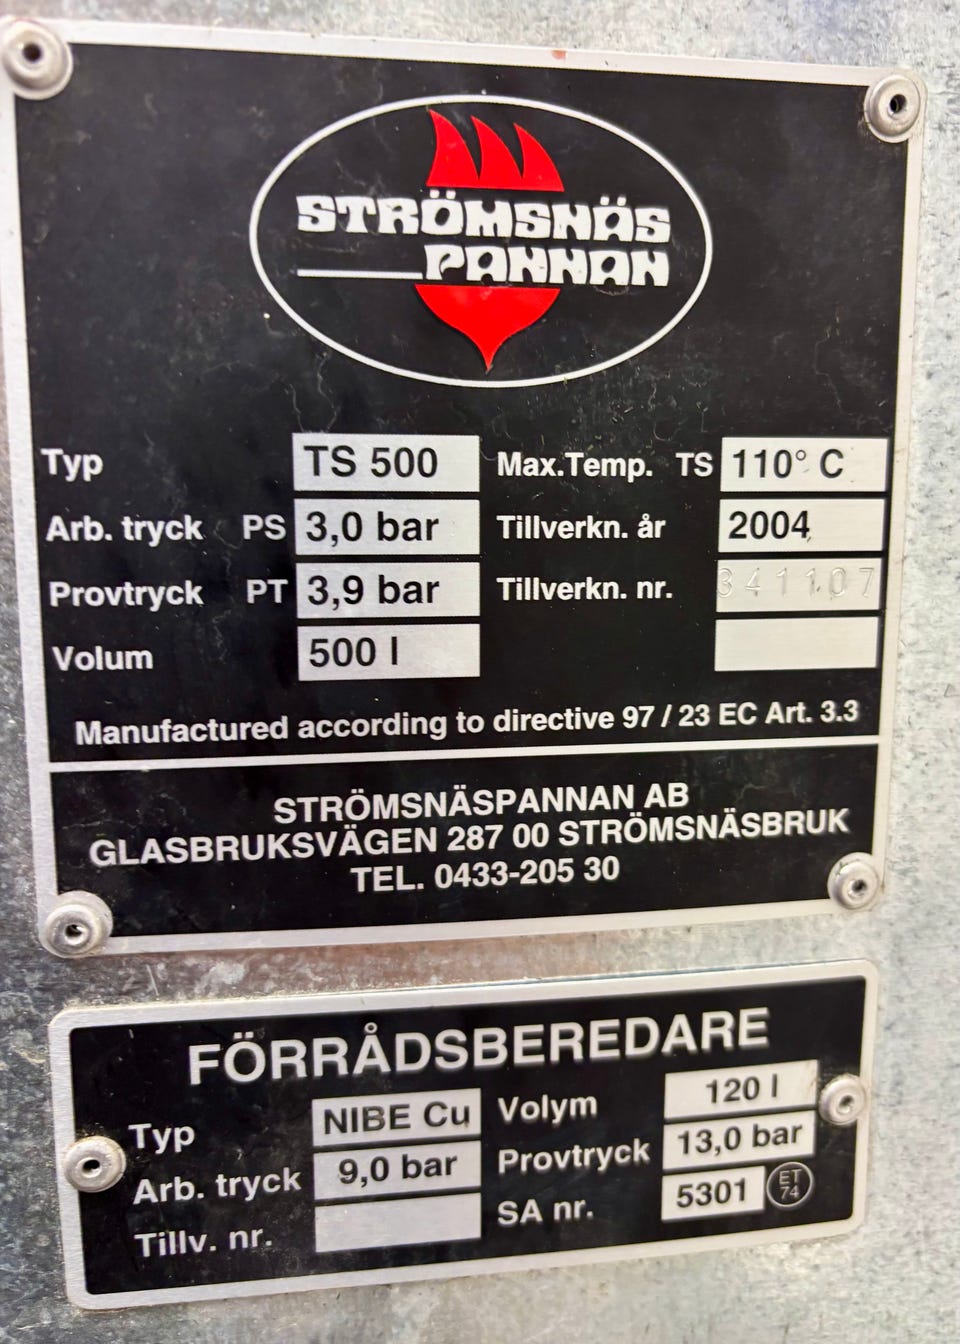 STRÖMSNÄS
PANNAN
Typ TS 500 Max.Temp. TS 110° C
Arb. tryck PS 3,0 bar Tillverkn. år 2004
Provtryck PT 3,9 bar Tillverkn. nr. 341107
Volum 500 l
Manufactured according to directive 97 / 23 EC Art. 3.3
STRÖMSNÄSPANNAN AB
GLASBRUKSVÄGEN 287 00 STRÖMSNÄSBRUK
TEL. 0433-205 30
FÖRRÅDSBEREDARE
Typ NIBE Cu Volym 120 l
Arb. tryck 9,0 bar Provtryck 13,0 bar
Tillv. nr. SA nr. 5301 ET
74